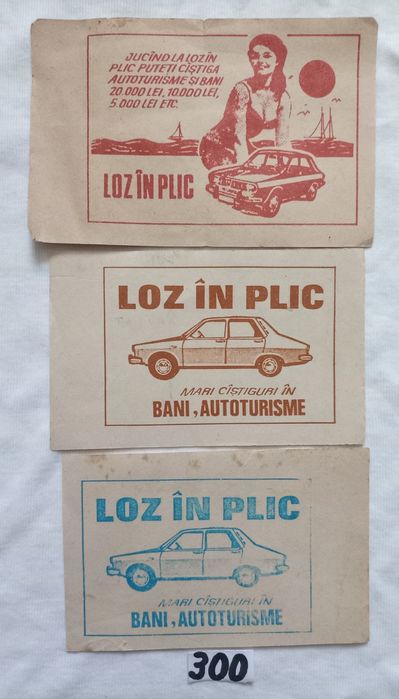 JUCÎND LA LOZ ÎN
PLIC PUTEȚI CÎȘTIGA
AUTOTURISME ȘI BANI
20.000 LEI, 10.000 LEI,
5.000 LEI ETC.
LOZ ÎN PLIC
LOZ ÎN PLIC
MARI CÎȘTIGURI ÎN
BANI, AUTOTURISME
LOZ ÎN PLIC
MARI CÎȘTIGURI ÎN
BANI, AUTOTURISME
300